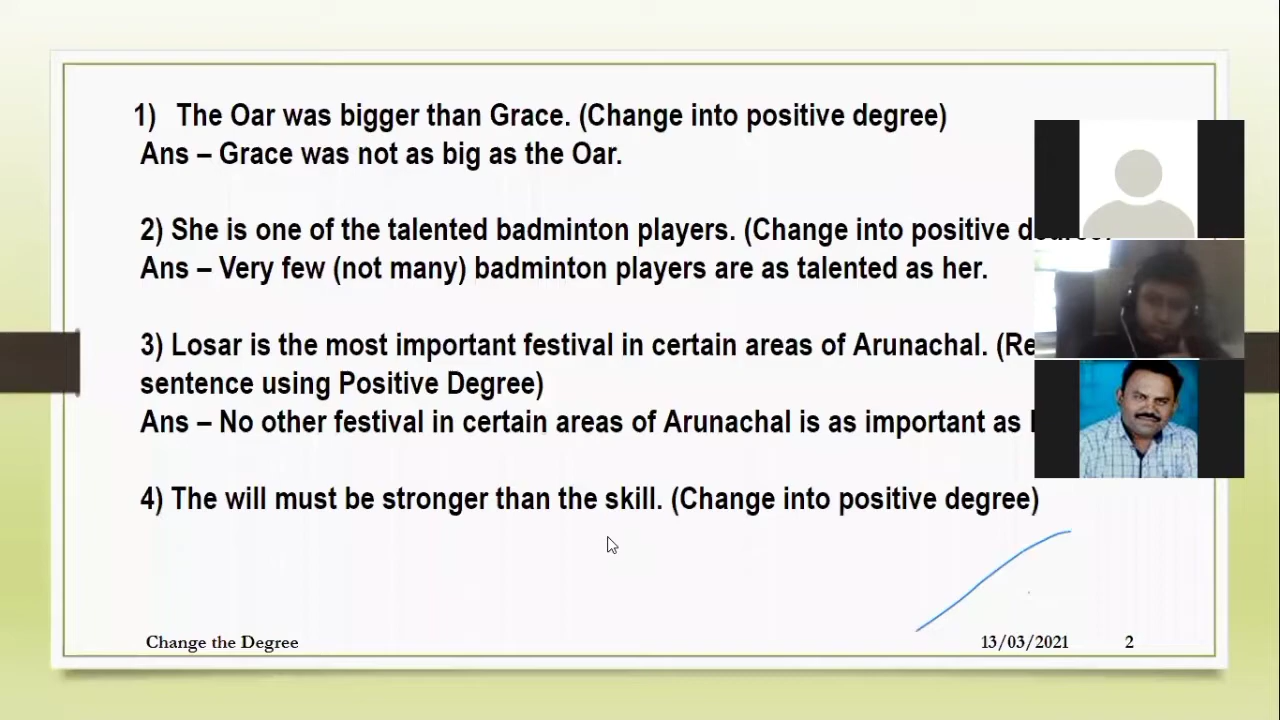 1) The Oar was bigger than Grace. (Change into positive degree)
Ans – Grace was not as big as the Oar.
2) She is one of the talented badminton players. (Change into positive
Ans – Very few (not many) badminton players are as talented as her.
3) Losar is the most important festival in certain areas of Arunachal.
sentence using Positive Degree)
Ans – No other festival in certain areas of Arunachal is as important as
4) The will must be stronger than the skill. (Change into positive degree)
Change the Degree
13/03/2021
2